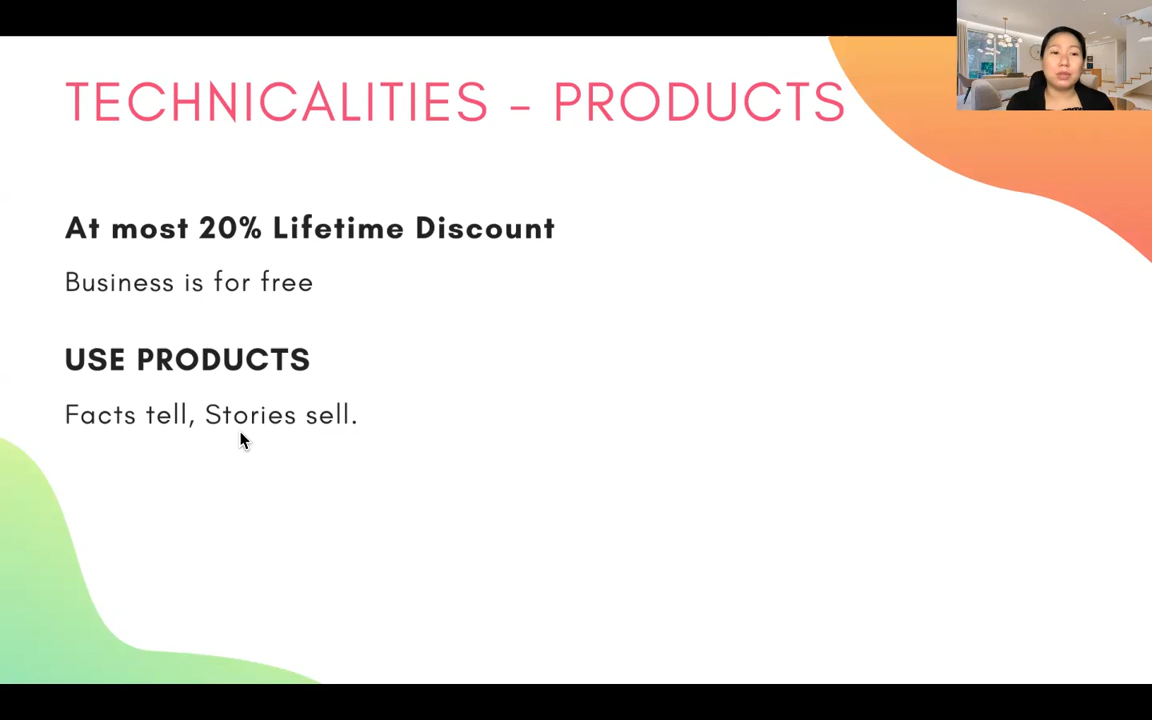 TECHNICALITIES - PRODUCTS
At most 20% Lifetime Discount
Business is for free
USE PRODUCTS
Facts tell, Stories sell.